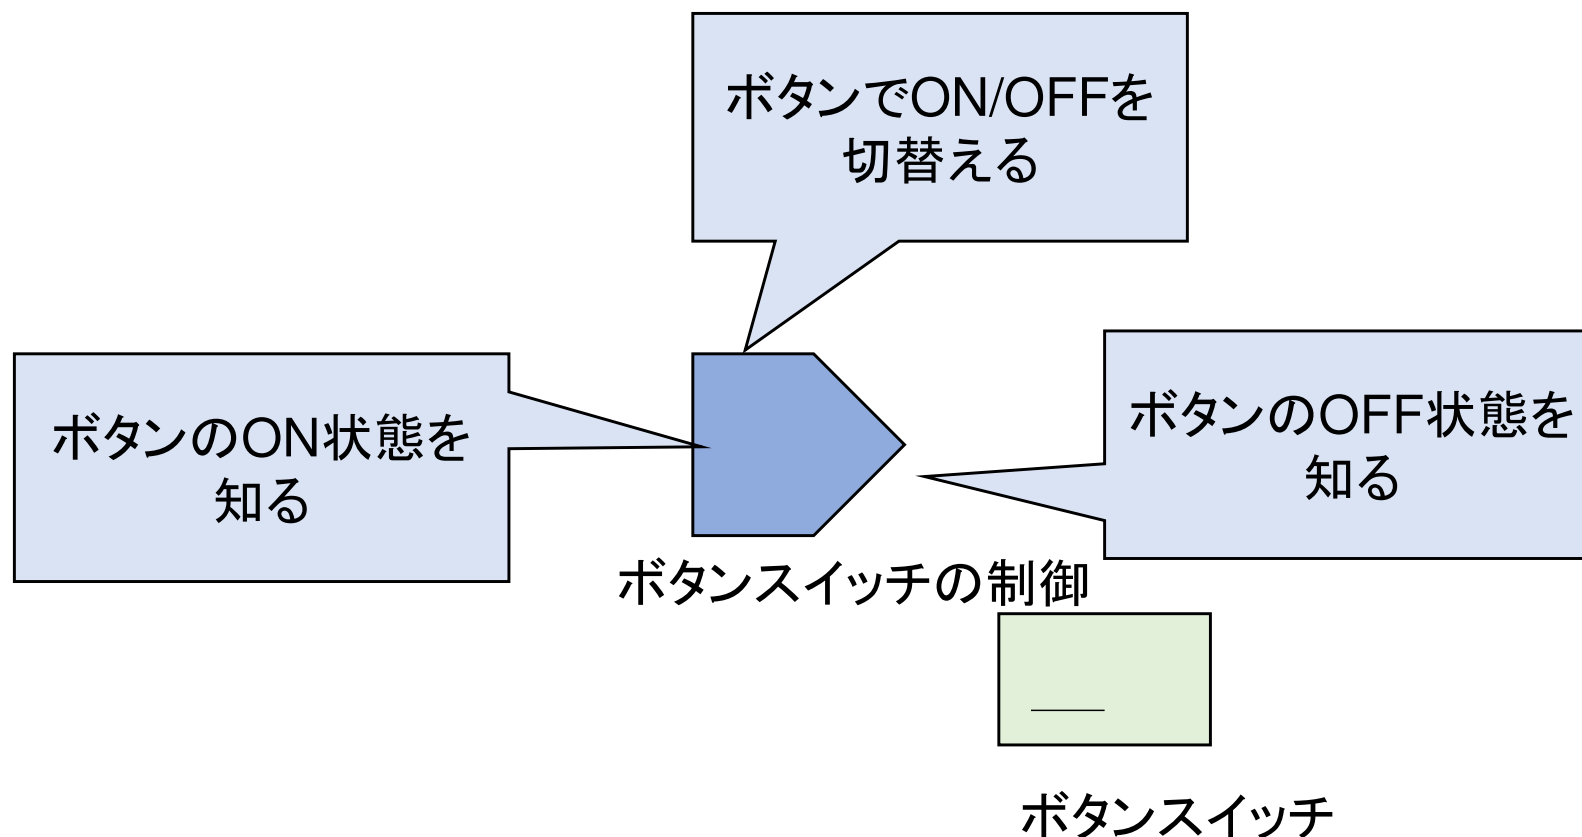 ボタンでON/OFFを
切替える
ボタンのON状態を
知る
ボタンのOFF状態を
知る
ボタンスイッチの制御
ボタンスイッチ